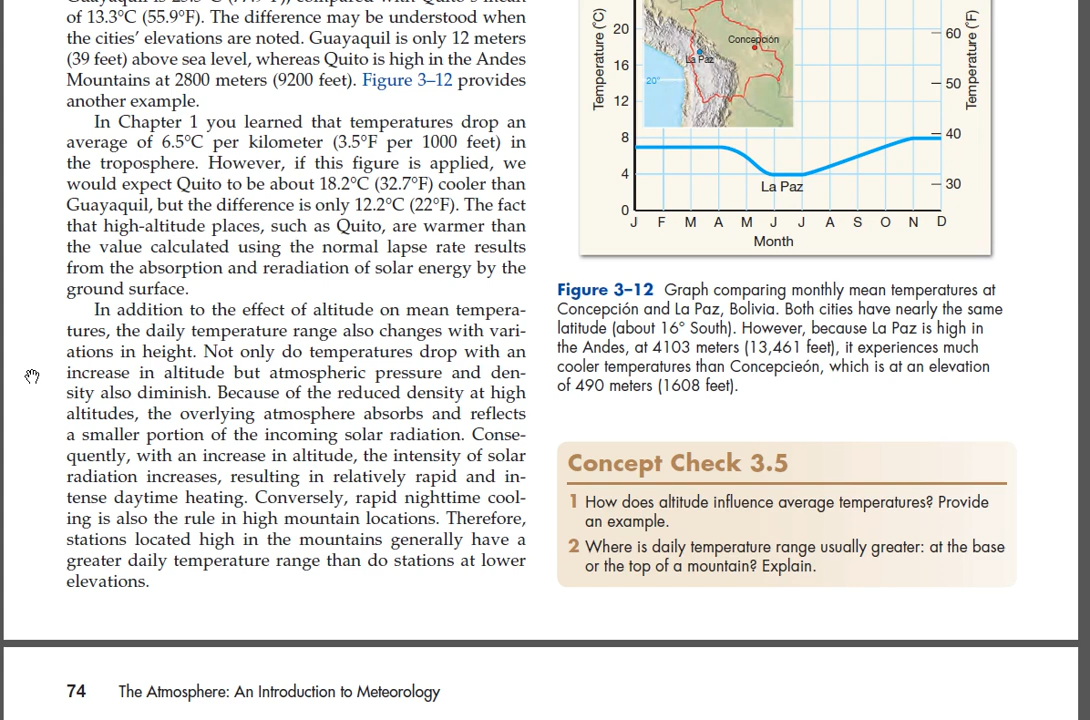 of 13.3°C (55.9°F). The difference may be understood when
the cities' elevations are noted. Guayaquil is only 12 meters
(39 feet) above sea level, whereas Quito is high in the Andes
Mountains at 2800 meters (9200 feet). Figure 3–12 provides
another example.
In Chapter 1 you learned that temperatures drop an
average of 6.5°C per kilometer (3.5°F per 1000 feet) in
the troposphere. However, if this figure is applied, we
would expect Quito to be about 18.2°C (32.7°F) cooler than
Guayaquil, but the difference is only 12.2°C (22°F). The fact
that high-altitude places, such as Quito, are warmer than
the value calculated using the normal lapse rate results
from the absorption and reradiation of solar energy by the
ground surface.
In addition to the effect of altitude on mean tempera-
tures, the daily temperature range also changes with vari-
ations in height. Not only do temperatures drop with an
increase in altitude but atmospheric pressure and den-
sity also diminish. Because of the reduced density at high
altitudes, the overlying atmosphere absorbs and reflects
a smaller portion of the incoming solar radiation. Conse-
quently, with an increase in altitude, the intensity of solar
radiation increases, resulting in relatively rapid and in-
tense daytime heating. Conversely, rapid nighttime cool-
ing is also the rule in high mountain locations. Therefore,
stations located high in the mountains generally have a
greater daily temperature range than do stations at lower
elevations.
Temperature (°C)
20
16
12
8
4
0
Concepción
La Paz
20°
60
50
40
30
Temperature (°F)
La Paz
J F M A M J J A S O N D
Month
Figure 3–12 Graph comparing monthly mean temperatures at
Concepción and La Paz, Bolivia. Both cities have nearly the same
latitude (about 16° South). However, because La Paz is high in
the Andes, at 4103 meters (13,461 feet), it experiences much
cooler temperatures than Concepcieón, which is at an elevation
of 490 meters (1608 feet).
Concept Check 3.5
1 How does altitude influence average temperatures? Provide
an example.
2 Where is daily temperature range usually greater: at the base
or the top of a mountain? Explain.
74 The Atmosphere: An Introduction to Meteorology